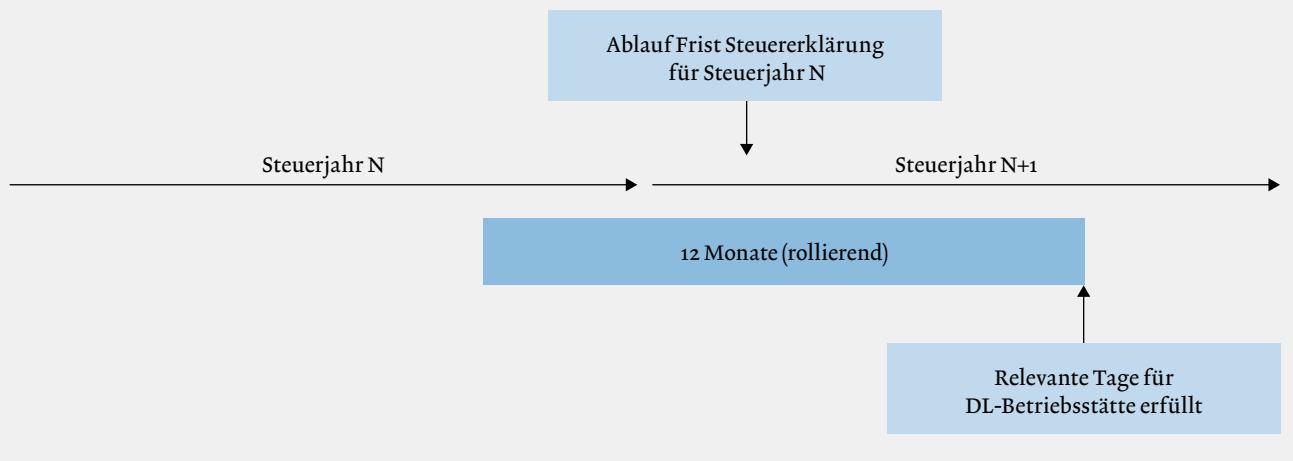 Ablauf Frist Steuererklärung
für Steuerjahr N
Steuerjahr N
Steuerjahr N+1
12 Monate (rollierend)
Relevante Tage für
DL-Betriebsstätte erfüllt